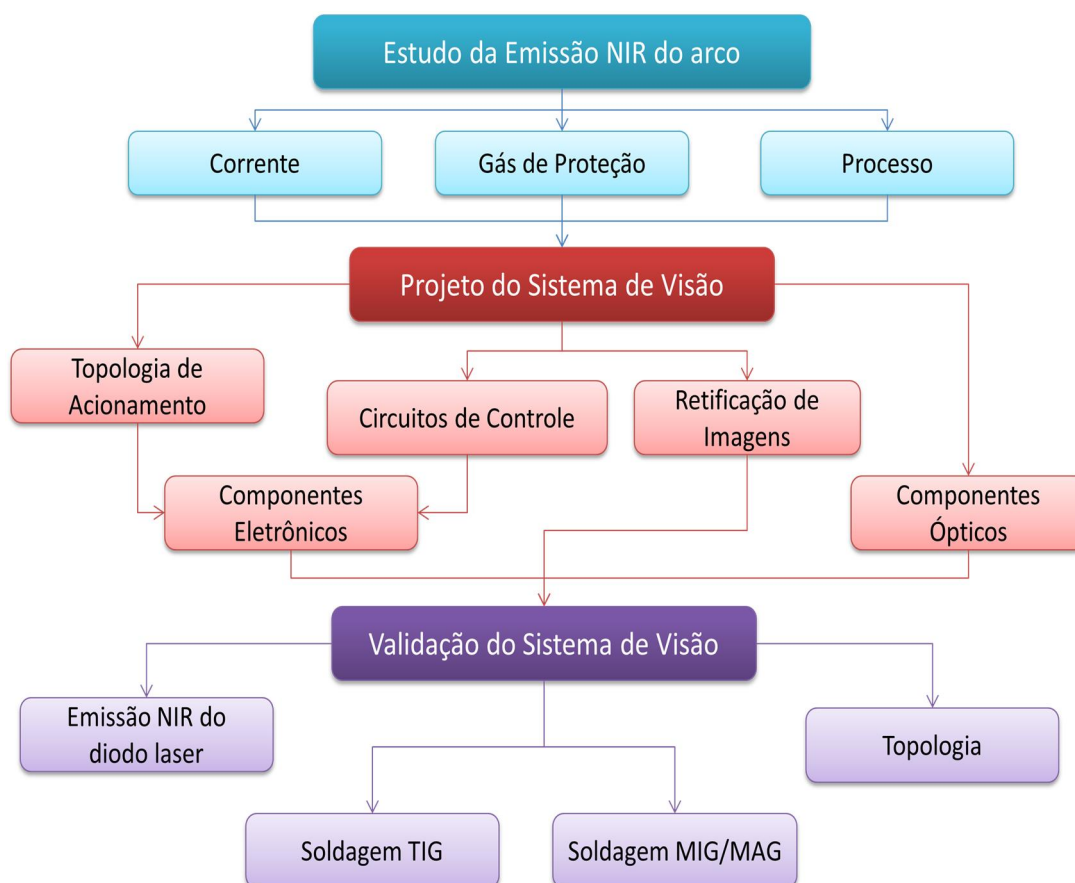 Estudo da Emissão NIR do arco
Corrente
Gás de Proteção
Processo
Projeto do Sistema de Visão
Topologia de
Acionamento
Circuitos de Controle
Retificação de
Imagens
Componentes
Eletrônicos
Componentes
Ópticos
Validação do Sistema de Visão
Emissão NIR do
diodo laser
Topologia
Soldagem TIG
Soldagem MIG/MAG